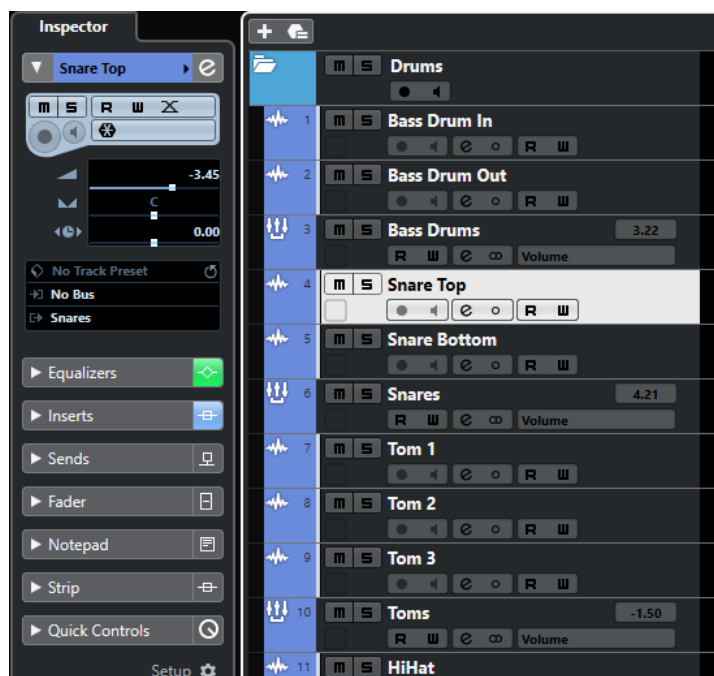 Inspector
Snare Top
m S R W
-3.45
C
0.00
No Track Preset
No Bus
Snares
Equalizers
Inserts
Sends
Fader
Notepad
Strip
Quick Controls
Setup
m S Drums
1 m S Bass Drum In
e R W
2 m S Bass Drum Out
e R W
3 m S Bass Drums 3.22
R W e Volume
4 m S Snare Top
e R W
5 m S Snare Bottom
e R W
6 m S Snares 4.21
R W e Volume
7 m S Tom 1
e R W
8 m S Tom 2
e R W
9 m S Tom 3
e R W
10 m S Toms -1.50
R W e Volume
11 m S HiHat